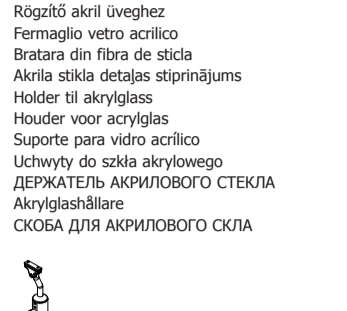 Rögzítő akril üveghez
Fermaglio vetro acrilico
Bratara din fibra de sticla
Akrila stikla detaļas stiprinājums
Holder til akrylglass
Houder voor acrylglas
Suporte para vidro acrílico
Uchwyty do szkła akrylowego
ДЕРЖАТЕЛЬ АКРИЛОВОГО СТЕКЛА
Akrylglashållare
СКОБА ДЛЯ АКРИЛОВОГО СКЛА